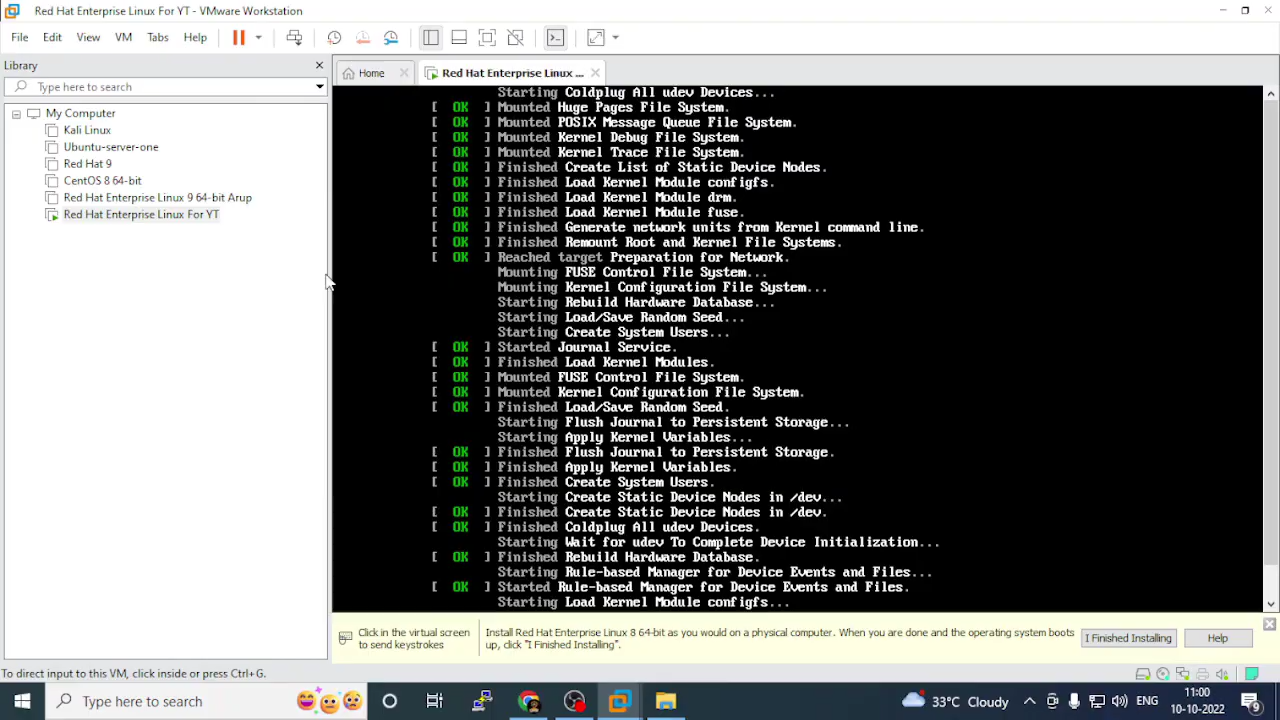 Red Hat Enterprise Linux For YT - VMware Workstation
File Edit View VM Tabs Help
Library
Type here to search
My Computer
Kali Linux
Ubuntu-server-one
Red Hat 9
CentOS 8 64-bit
Red Hat Enterprise Linux 9 64-bit Arup
Red Hat Enterprise Linux For YT
Home
Red Hat Enterprise Linux ...
Starting Coldplug All udev Devices...
[ OK ] Mounted Huge Pages File System.
[ OK ] Mounted POSIX Message Queue File System.
[ OK ] Mounted Kernel Debug File System.
[ OK ] Mounted Kernel Trace File System.
[ OK ] Finished Create List of Static Device Nodes.
[ OK ] Finished Load Kernel Module configfs.
[ OK ] Finished Load Kernel Module drm.
[ OK ] Finished Load Kernel Module fuse.
[ OK ] Finished Generate network units from Kernel command line.
[ OK ] Finished Remount Root and Kernel File Systems.
[ OK ] Reached target Preparation for Network.
Mounting FUSE Control File System...
Mounting Kernel Configuration File System...
Starting Rebuild Hardware Database...
Starting Load/Save Random Seed...
Starting Create System Users...
[ OK ] Started Journal Service.
[ OK ] Finished Load Kernel Modules.
[ OK ] Mounted FUSE Control File System.
[ OK ] Mounted Kernel Configuration File System.
[ OK ] Finished Load/Save Random Seed.
Starting Flush Journal to Persistent Storage...
Starting Apply Kernel Variables...
[ OK ] Finished Flush Journal to Persistent Storage.
[ OK ] Finished Apply Kernel Variables.
[ OK ] Finished Create System Users.
Starting Create Static Device Nodes in /dev...
[ OK ] Finished Create Static Device Nodes in /dev.
[ OK ] Finished Coldplug All udev Devices.
Starting Wait for udev To Complete Device Initialization...
[ OK ] Finished Rebuild Hardware Database.
Starting Rule-based Manager for Device Events and Files...
[ OK ] Started Rule-based Manager for Device Events and Files.
Starting Load Kernel Module configfs...
Click in the virtual screen
to send keystrokes
Install Red Hat Enterprise Linux 8 64-bit as you would on a physical computer. When you are done and the operating system boots
up, click "I Finished Installing".
I Finished Installing
Help
To direct input to this VM, click inside or press Ctrl+G.
Type here to search
33°C Cloudy
ENG
11:00
10-10-2022
9